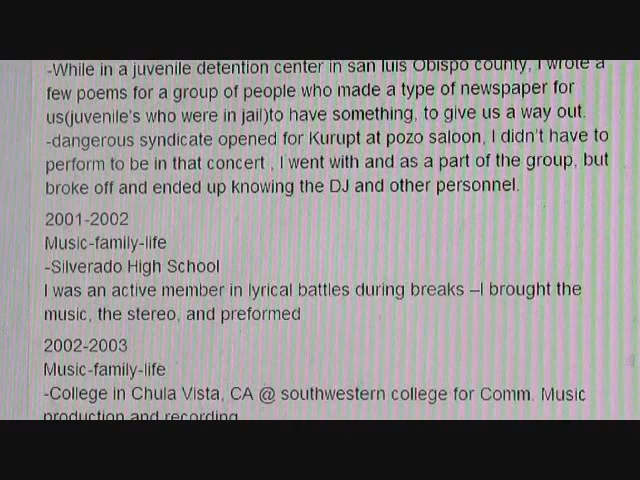 -While in a juvenile detention center in san luis Obispo county, I wrote a
few poems for a group of people who made a type of newspaper for
us(juvenile's who were in jail)to have something, to give us a way out.
-dangerous syndicate opened for Kurupt at pozo saloon, I didn't have to
perform to be in that concert , I went with and as a part of the group, but
broke off and ended up knowing the DJ and other personnel.
2001-2002
Music-family-life
-Silverado High School
I was an active member in lyrical battles during breaks –I brought the
music, the stereo, and preformed
2002-2003
Music-family-life
-College in Chula Vista, CA @ southwestern college for Comm. Music
production and recording